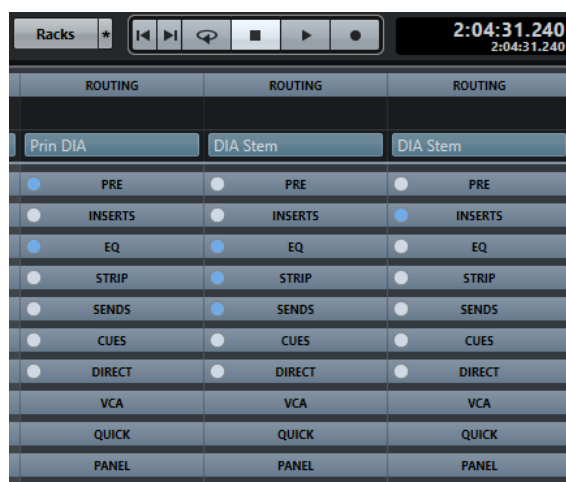 Racks * 2:04:31.240
2:04:31.240
ROUTING ROUTING ROUTING
Prin DIA DIA Stem DIA Stem
PRE PRE PRE
INSERTS INSERTS INSERTS
EQ EQ EQ
STRIP STRIP STRIP
SENDS SENDS SENDS
CUES CUES CUES
DIRECT DIRECT DIRECT
VCA VCA VCA
QUICK QUICK QUICK
PANEL PANEL PANEL